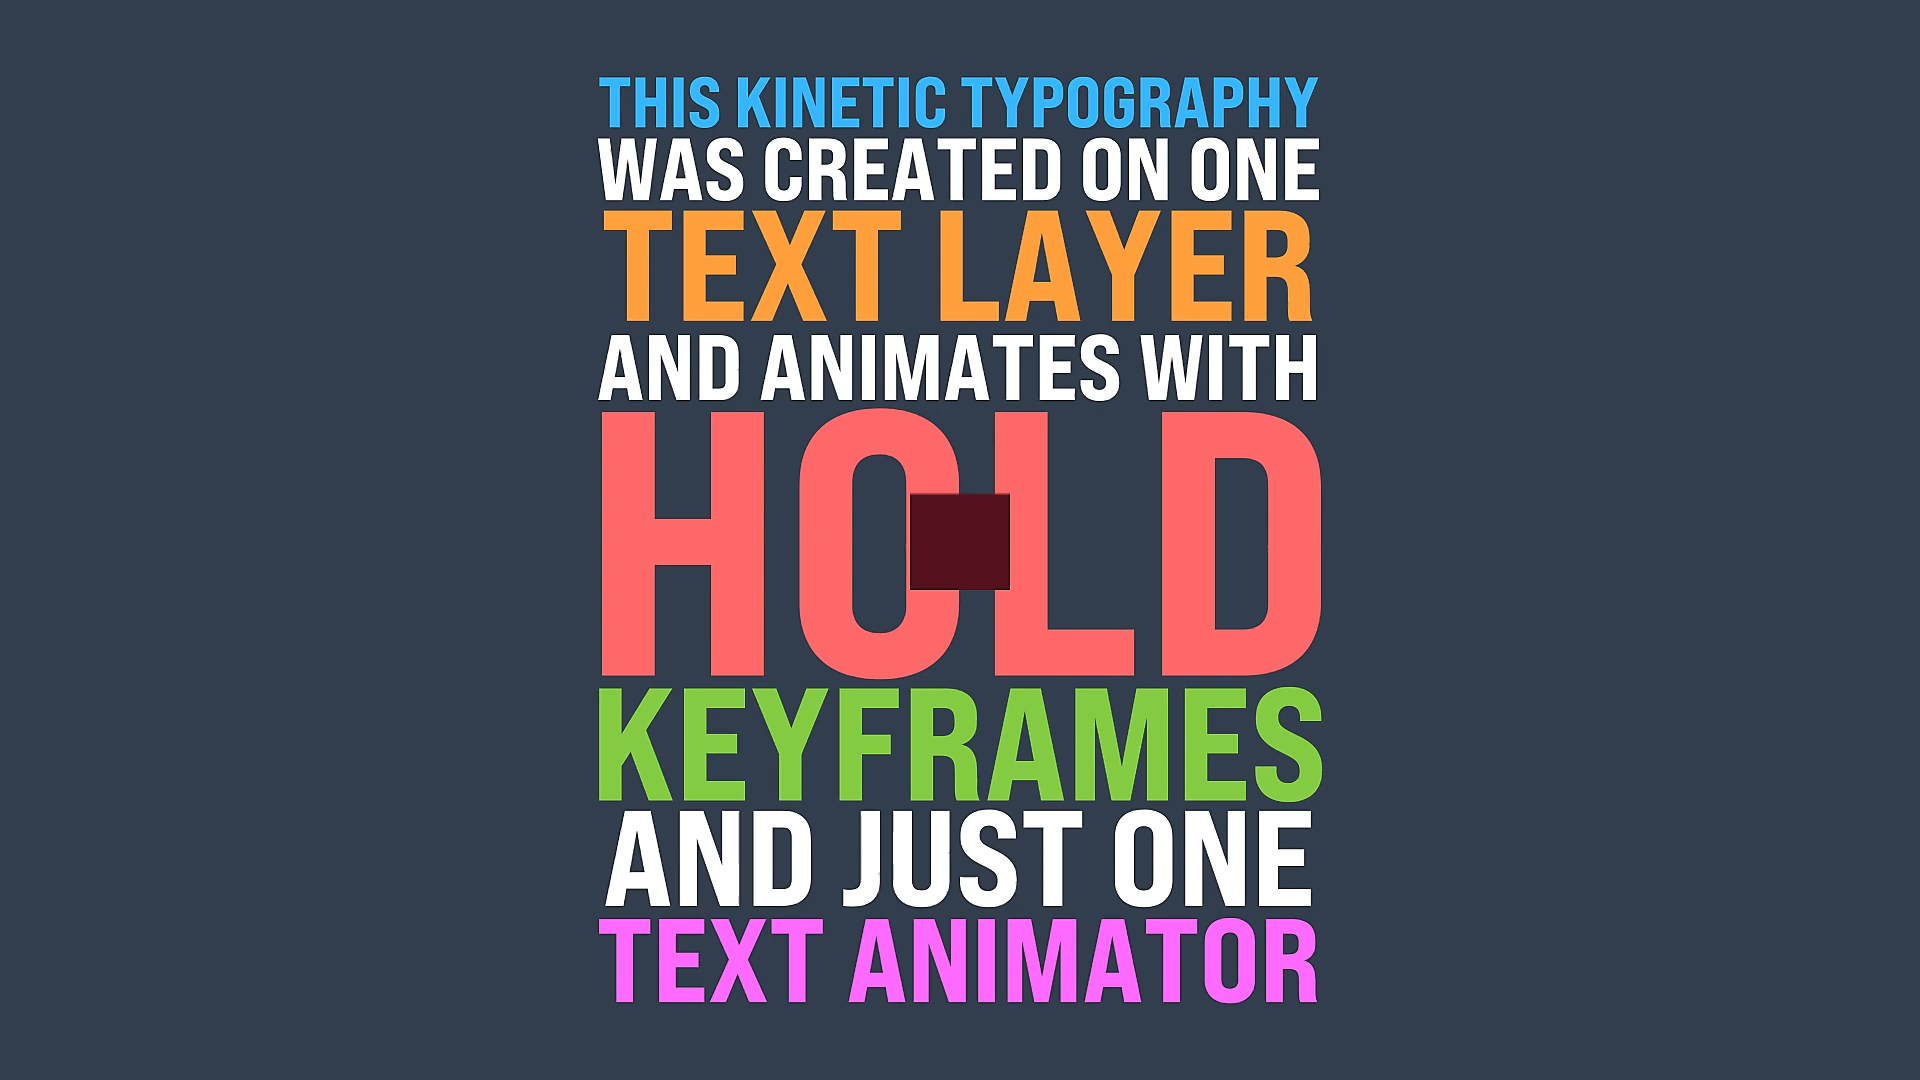 THIS KINETIC TYPOGRAPHY
WAS CREATED ON ONE
TEXT LAYER
AND ANIMATES WITH
HOLD
KEYFRAMES
AND JUST ONE
TEXT ANIMATOR